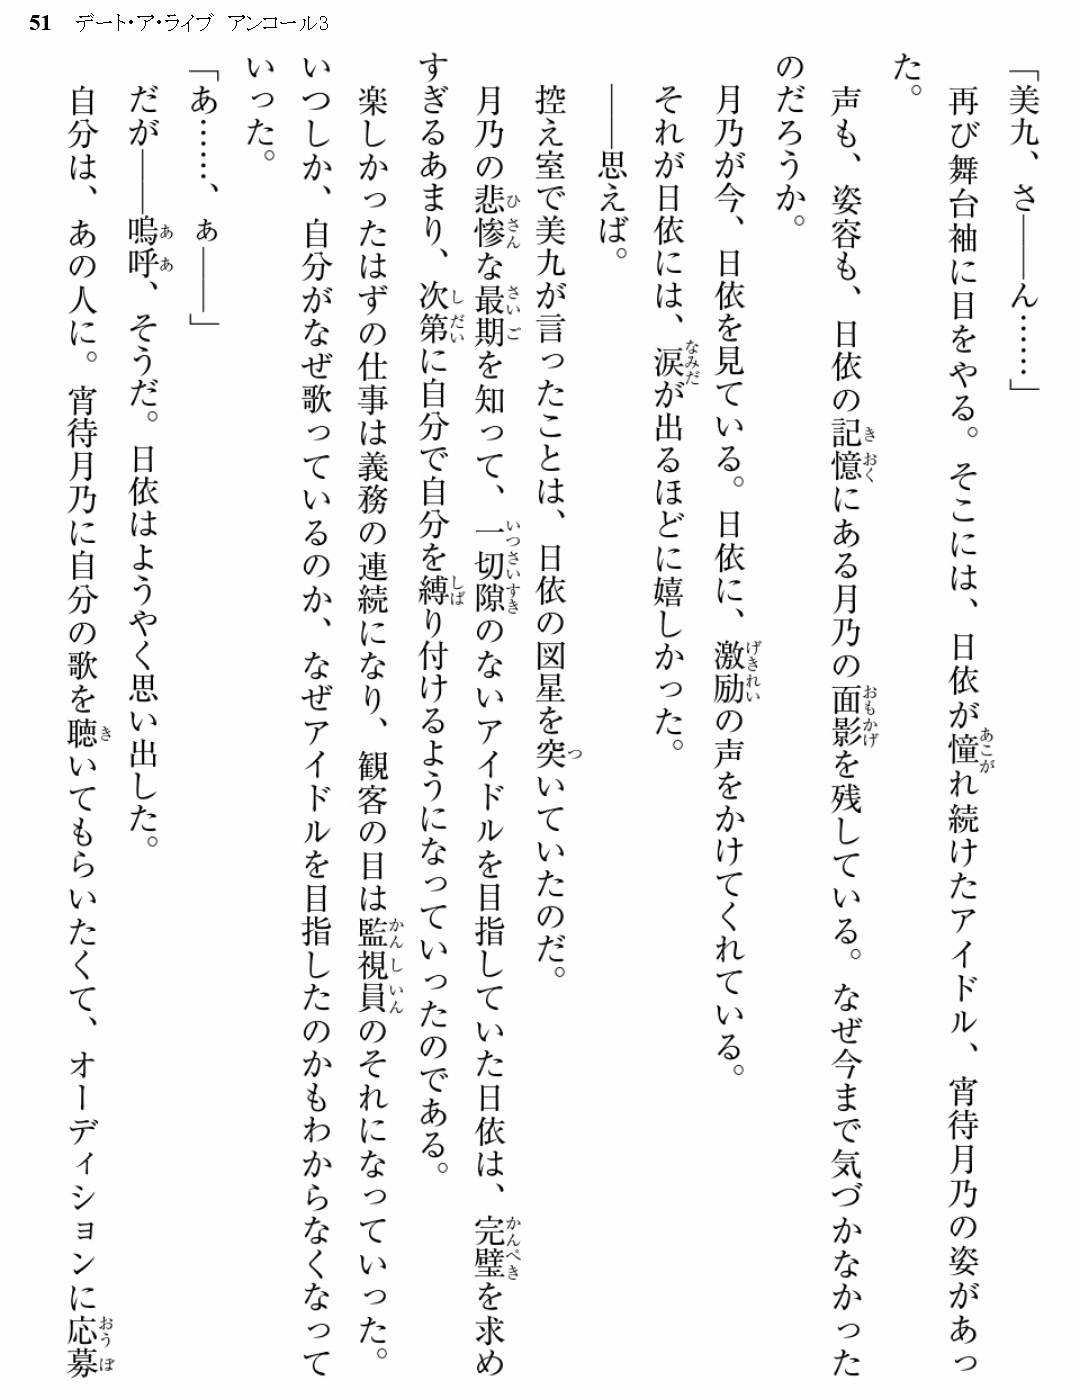 51 デート・ア・ライブ アンコール3
「美九、さ――ん……」
再び舞台袖に目をやる。そこには、日依が憧れ続けたアイドル、宵待月乃の姿があっ
た。
声も、姿容も、日依の記憶にある月乃の面影を残している。なぜ今まで気づかなかった
のだろうか。
月乃が今、日依を見ている。日依に、激励の声をかけてくれている。
それが日依には、涙が出るほどに嬉しかった。
――思えば。
控え室で美九が言ったことは、日依の図星を突いていたのだ。
月乃の悲惨な最期を知って、一切隙のないアイドルを目指していた日依は、完璧を求め
すぎるあまり、次第に自分で自分を縛り付けるようになっていったのである。
楽しかったはずの仕事は義務の連続になり、観客の目は監視員のそれになっていった。
いつしか、自分がなぜ歌っているのか、なぜアイドルを目指したのかもわからなくなって
いった。
「あ……、ぁ――」
だが――嗚呼、そうだ。日依はようやく思い出した。
自分は、あの人に。宵待月乃に自分の歌を聴いてもらいたくて、オーディションに応募